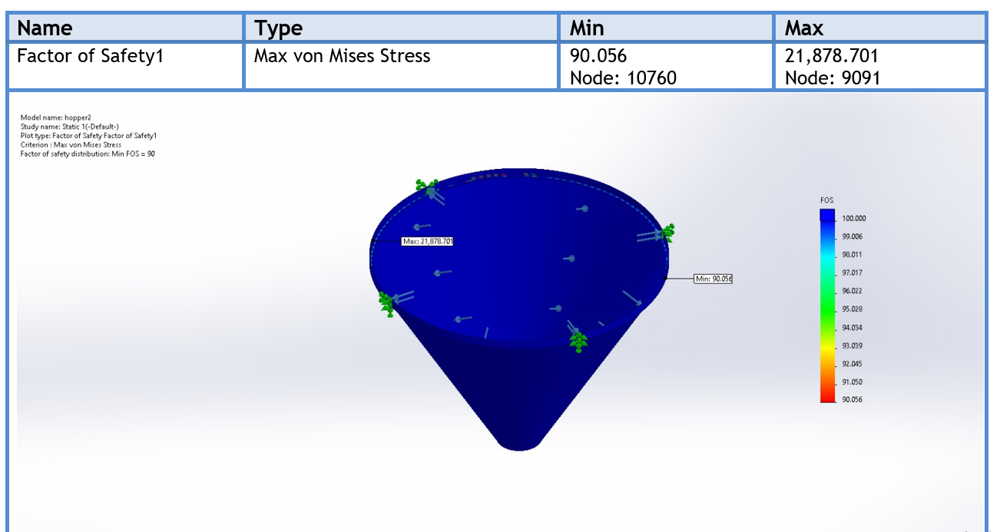 Name Type Min Max
Factor of Safety1 Max von Mises Stress 90.056 21,878.701
Node: 10760 Node: 9091
Model name: hopper2
Study name: Static 1(-Default-)
Plot type: Factor of Safety Factor of Safety1
Criterion : Max von Mises Stress
Factor of safety distribution: Min FOS = 90
FOS
100.000
99.006
98.011
97.017
96.022
95.028
94.034
93.039
92.045
91.050
90.056
Max: 21,878.701
Min: 90.056